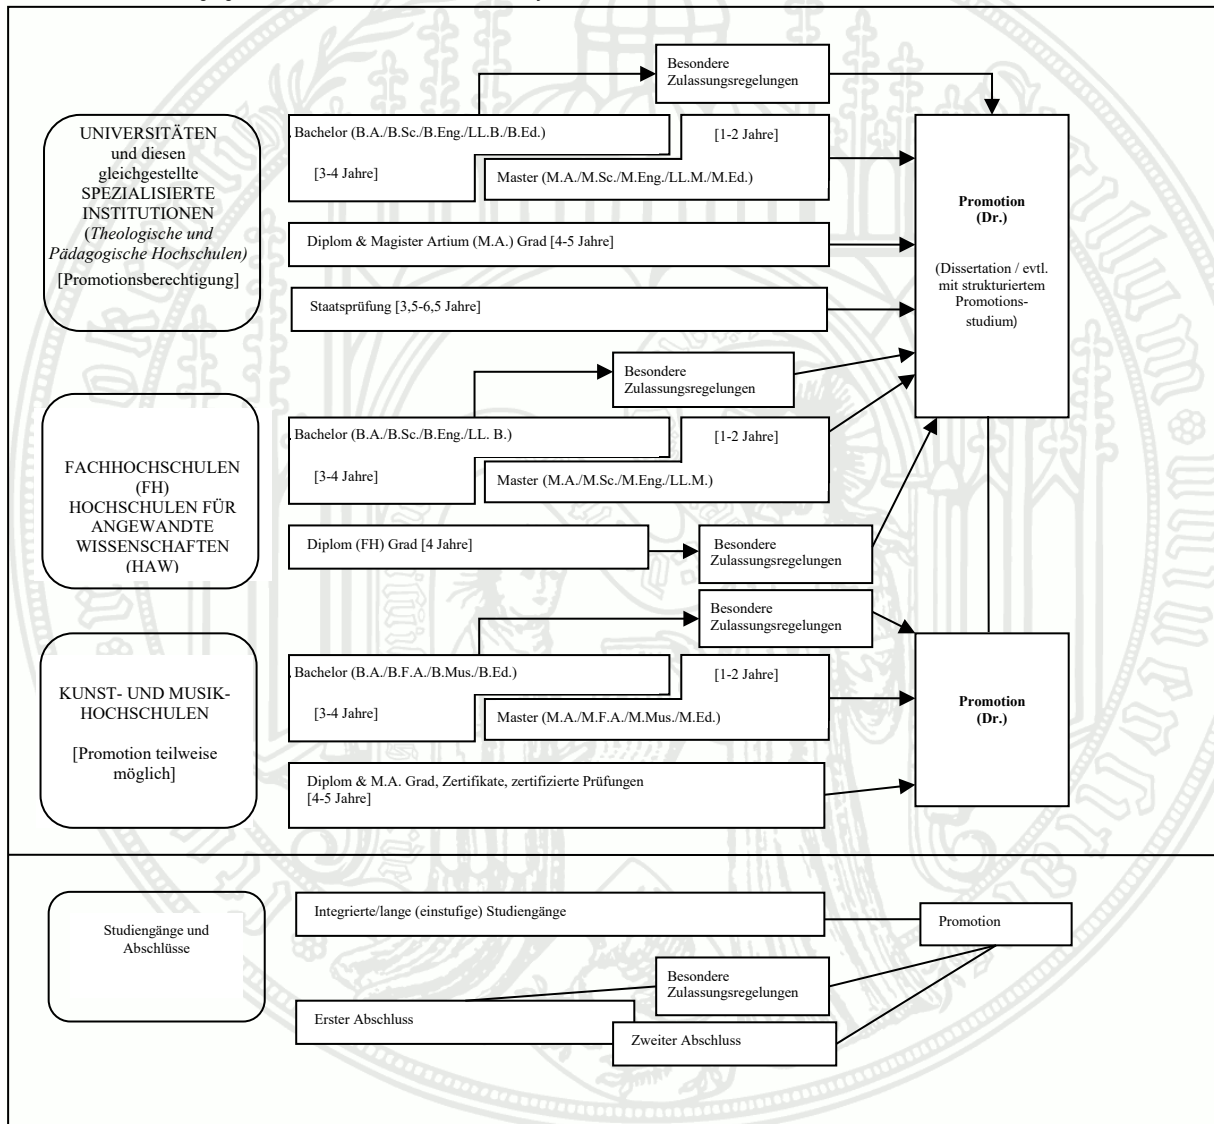 UNIVERSITÄTEN
und diesen
gleichgestellte
SPEZIALISIERTE
INSTITUTIONEN
(Theologische und
Pädagogische Hochschulen)
[Promotionsberechtigung]
Besondere
Zulassungsregelungen
Bachelor (B.A./B.Sc./B.Eng./LL.B./B.Ed.)
[1-2 Jahre]
[3-4 Jahre]
Master (M.A./M.Sc./M.Eng./LL.M./M.Ed.)
Diplom & Magister Artium (M.A.) Grad [4-5 Jahre]
Staatsprüfung [3,5-6,5 Jahre]
Promotion
(Dr.)
(Dissertation / evtl.
mit strukturiertem
Promotions-
studium)
FACHHOCHSCHULEN
(FH)
HOCHSCHULEN FÜR
ANGEWANDTE
WISSENSCHAFTEN
(HAW)
Besondere
Zulassungsregelungen
Bachelor (B.A./B.Sc./B.Eng./LL. B.)
[1-2 Jahre]
[3-4 Jahre]
Master (M.A./M.Sc./M.Eng./LL.M.)
Diplom (FH) Grad [4 Jahre]
Besondere
Zulassungsregelungen
KUNST- UND MUSIK-
HOCHSCHULEN
[Promotion teilweise
möglich]
Besondere
Zulassungsregelungen
Bachelor (B.A./B.F.A./B.Mus./B.Ed.)
[1-2 Jahre]
[3-4 Jahre]
Master (M.A./M.F.A./M.Mus./M.Ed.)
Diplom & M.A. Grad, Zertifikate, zertifizierte Prüfungen
[4-5 Jahre]
Promotion
(Dr.)
Studiengänge und
Abschlüsse
Integrierte/lange (einstufige) Studiengänge
Promotion
Besondere
Zulassungsregelungen
Erster Abschluss
Zweiter Abschluss